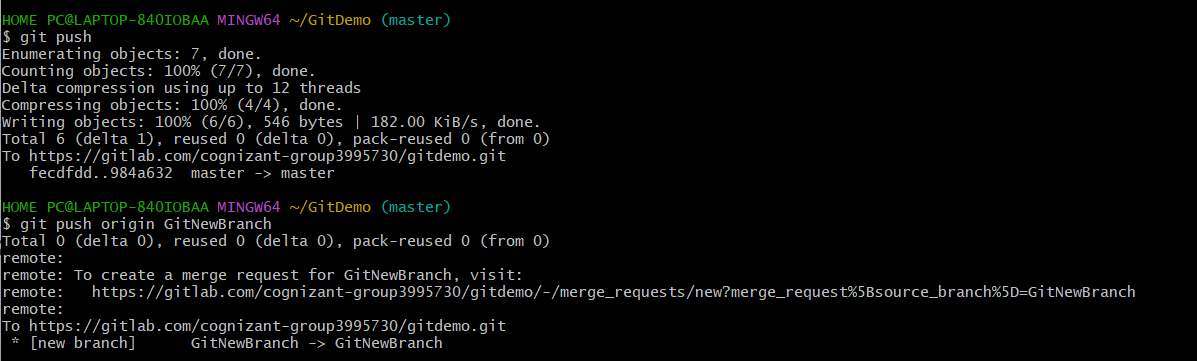 HOME PC@LAPTOP-84OIOBAA MINGW64 ~/GitDemo (master)
$ git push
Enumerating objects: 7, done.
Counting objects: 100% (7/7), done.
Delta compression using up to 12 threads
Compressing objects: 100% (4/4), done.
Writing objects: 100% (6/6), 546 bytes | 182.00 KiB/s, done.
Total 6 (delta 1), reused 0 (delta 0), pack-reused 0 (from 0)
To https://gitlab.com/cognizant-group3995730/gitdemo.git
   fecdfdd..984a632  master -> master
HOME PC@LAPTOP-84OIOBAA MINGW64 ~/GitDemo (master)
$ git push origin GitNewBranch
Total 0 (delta 0), reused 0 (delta 0), pack-reused 0 (from 0)
remote:
remote: To create a merge request for GitNewBranch, visit:
remote:   https://gitlab.com/cognizant-group3995730/gitdemo/-/merge_requests/new?merge_request%5Bsource_branch%5D=GitNewBranch
remote:
To https://gitlab.com/cognizant-group3995730/gitdemo.git
 * [new branch]      GitNewBranch -> GitNewBranch